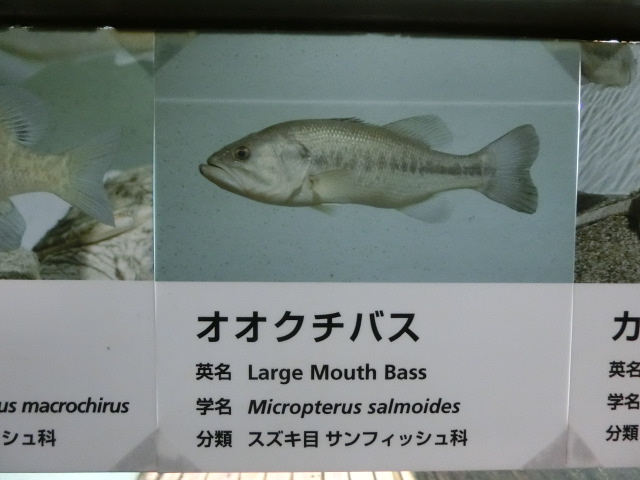 us macrochirus
シュ科
オオクチバス
英名 Large Mouth Bass
学名 Micropterus salmoides
分類 スズキ目 サンフィッシュ科
カ
英名
学名
分類